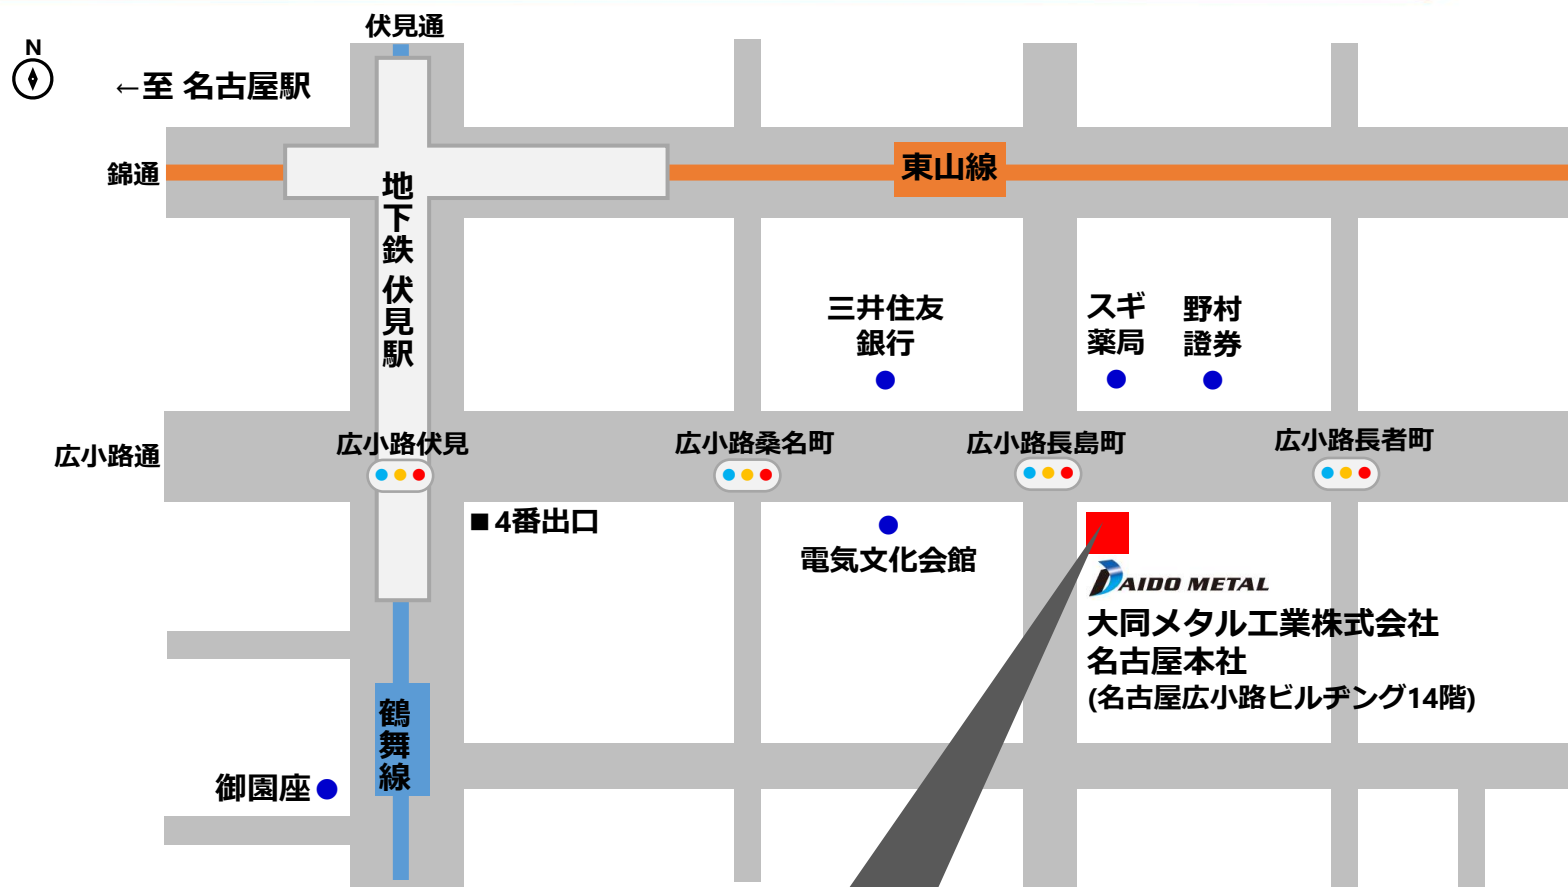 伏見通
N
←至 名古屋駅
錦通
東山線
地下鉄 伏見駅
三井住友
銀行
スギ
薬局
野村
證券
広小路通
広小路伏見
広小路桑名町
広小路長島町
広小路長者町
■4番出口
電気文化会館
DAIDO METAL
大同メタル工業株式会社
名古屋本社
(名古屋広小路ビルヂング14階)
鶴舞線
御園座